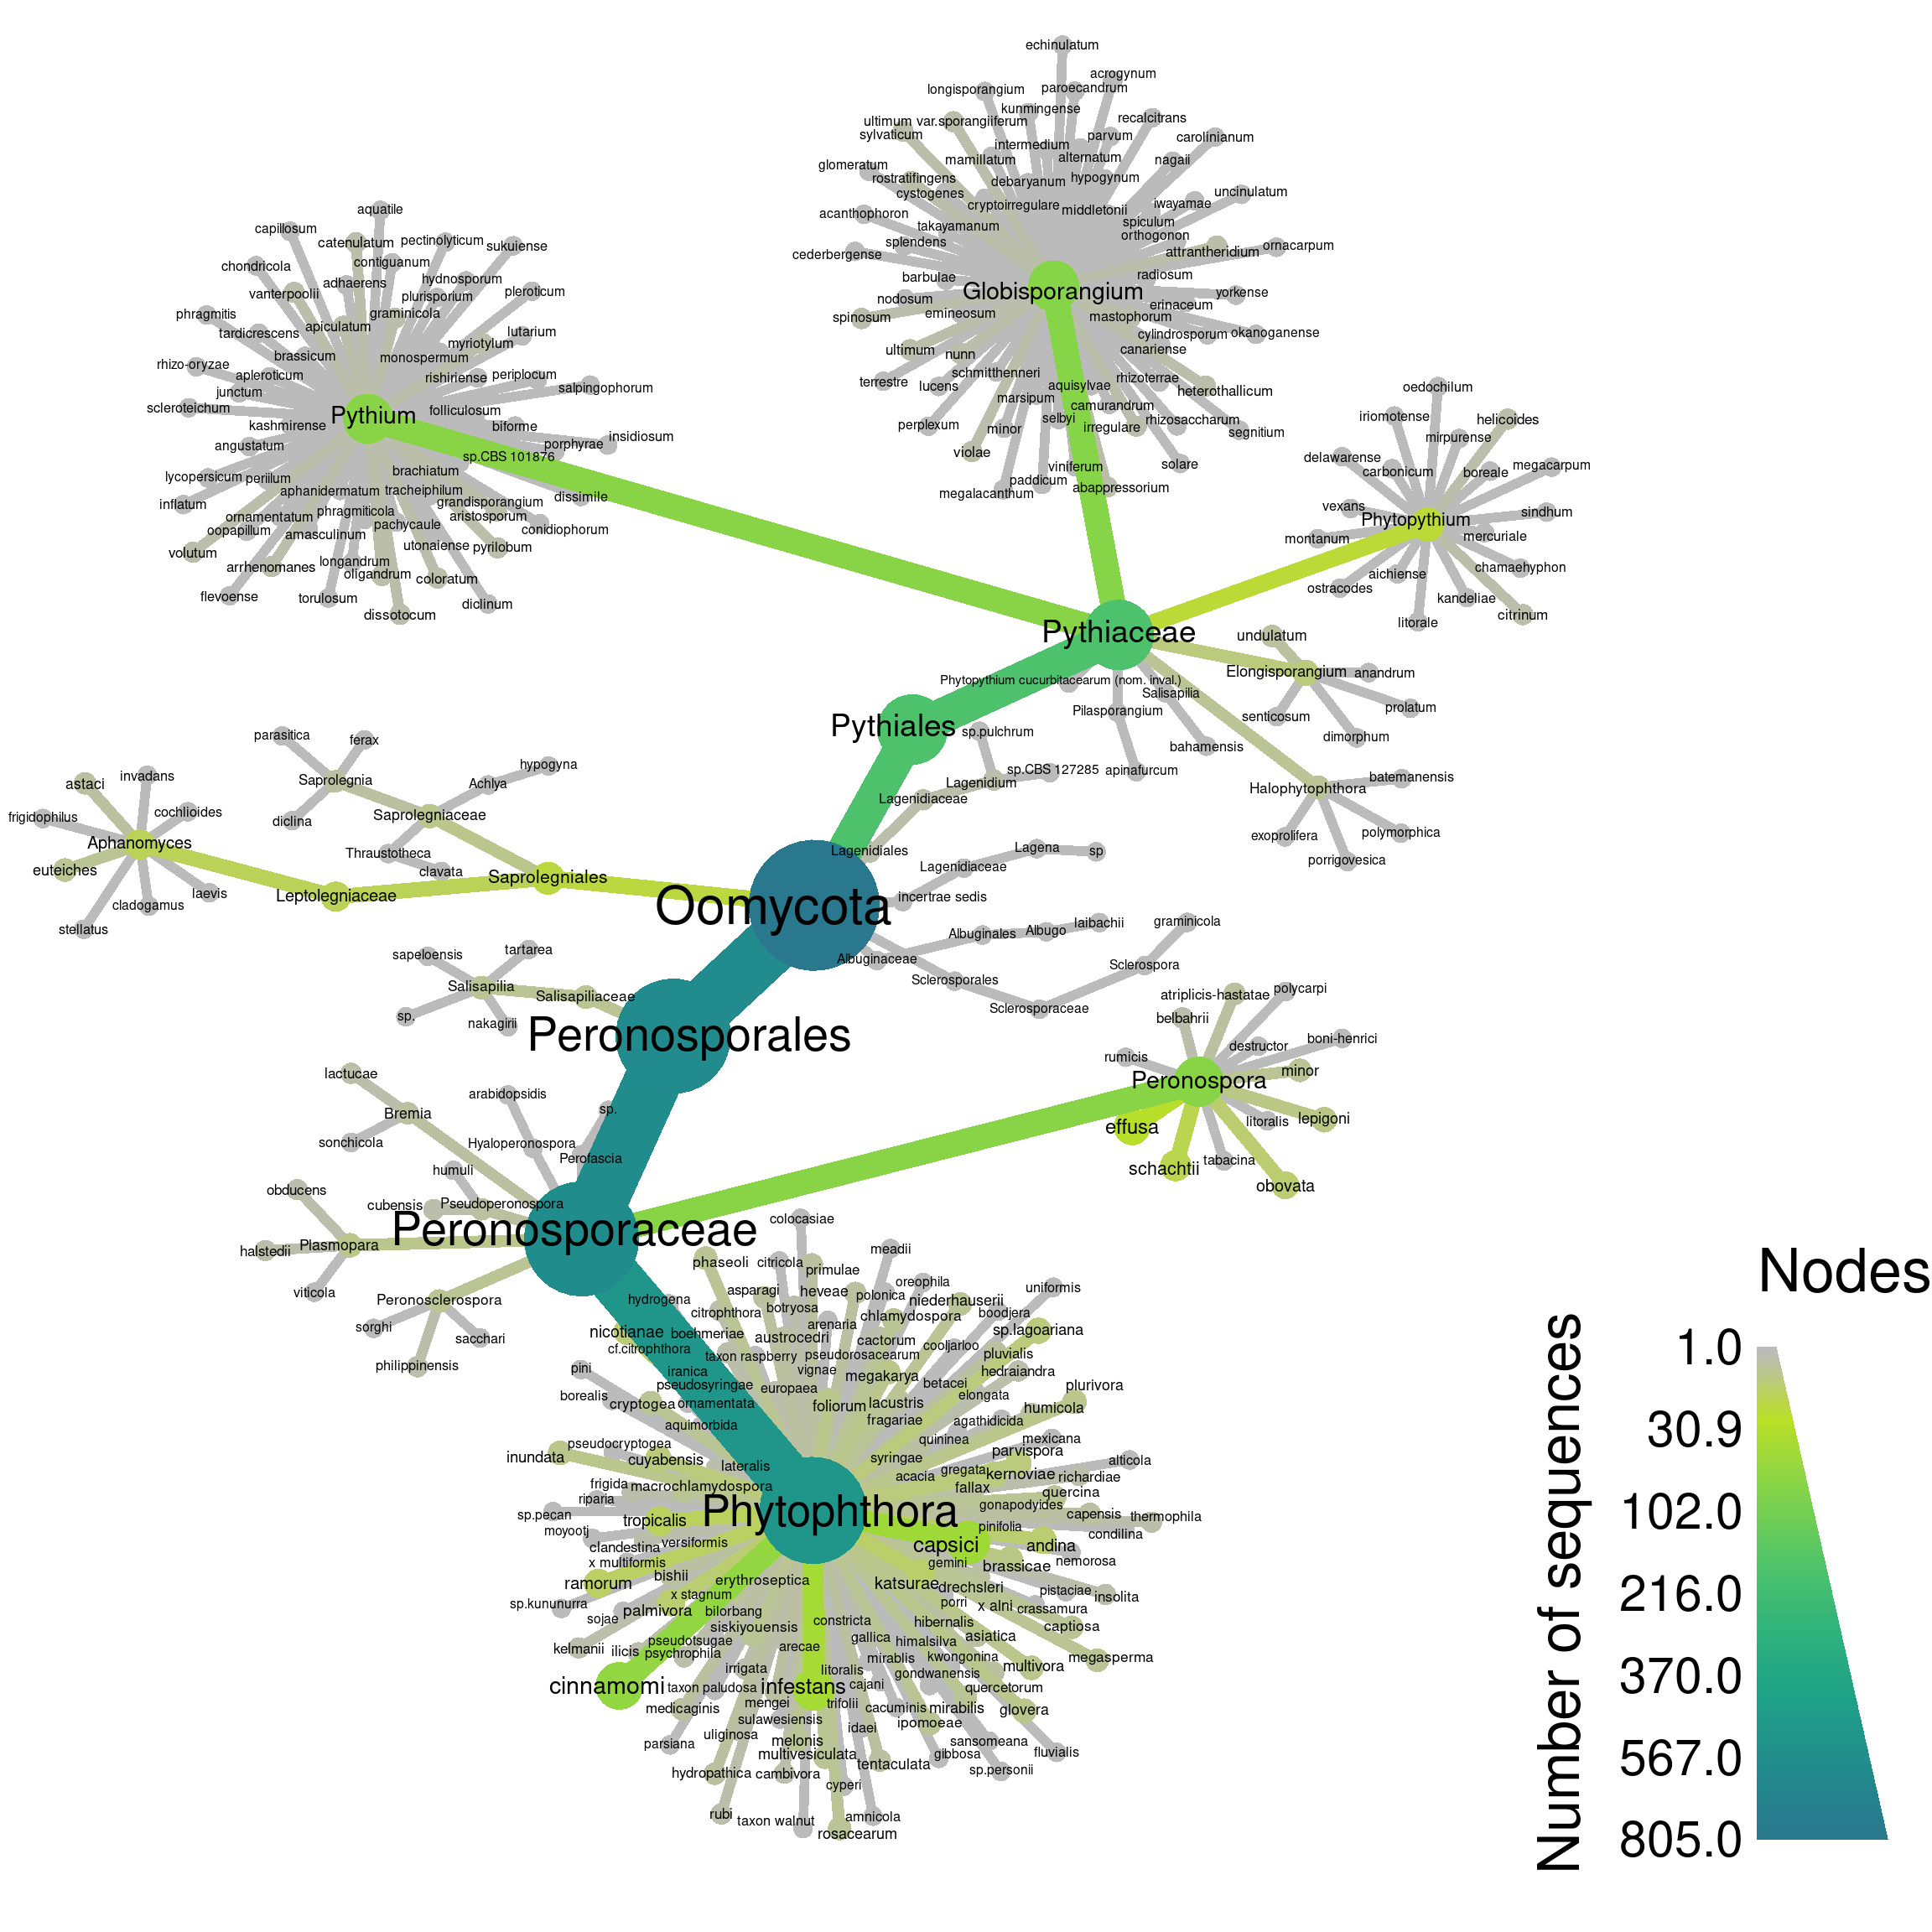 echinulatum
acrogynum
longisporangium
paroecandrum
kunmingense
recalcitrans
ultimum var.sporangiiferum
sylvaticum
parvum
carolinianum
intermedium
alternatum
nagaii
mamillatum
glomeratum
rostratifingens
debaryanum
hypogynum
uncinulatum
cystogenes
iwayamae
cryptoirregulare
middletonii
acanthophoron
spiculum
takayamanum
orthogonon
splendens
attrantheridium
ornacarpum
cederbergense
barbulae
radiosum
Globisporangium
yorkense
nodosum
erinaceum
spinosum
emineosum
mastophorum
cylindrosporum
okanoganense
ultimum
nunn
canariense
schmitthenneri
rhizoterrae
terrestre
lucens
aquisylvae
heterothallicum
marsipum
camurandrum
perplexum
minor
selbyi
irregulare
rhizosaccharum
segnitium
violae
viniferum
solare
paddicum
megalacanthum
abappressorium
aquatile
capillosum
catenulatum
pectinolyticum
sukuiense
chondricola
contiguanum
adhaerens
hydnosporum
vanterpoolii
plurisporium
pleroticum
phragmitis
graminicola
apiculatum
tardicrescens
lutarium
myriotylum
brassicum
monospermum
rhizo-oryzae
apleroticum
rishiriense
periplocum
salpingophorum
junctum
scleroteichum
Pythium
folliculosum
kashmirense
biforme
insidiosum
angustatum
porphyrae
sp.CBS 101876
lycopersicum
periilum
brachiatum
aphanidermatum
tracheiphilum
inflatum
grandisporangium
dissimile
phragmiticola
ornamentatum
aristosporum
oopapillum
pachycaule
conidiophorum
amasculinum
volutum
utonaiense
pyrilobum
longandrum
arrhenomanes
oligandrum
coloratum
flevoense
torulosum
diclinum
dissotocum
oedochilum
iriomotense
helicoides
mirpurense
delawarense
carbonicum
boreale
megacarpum
vexans
sindhum
Phytopythium
montanum
mercuriale
aichiense
chamaehyphon
ostracodes
kandeliae
citrinum
litorale
Pythiaceae
undulatum
Elongisporangium
anandrum
Phytopythium cucurbitacearum (nom. inval.)
Salisapilia
Pilasporangium
prolatum
senticosum
dimorphum
bahamensis
Pythiales
sp.pulchrum
sp.CBS 127285
apinafurcum
Lagenidium
Lagenidiaceae
Halophytophthora
batemanensis
exoprolifera
polymorphica
porrigovesica
parasitica
ferax
Saprolegnia
hypogyna
Achlya
diclina
Saprolegniaceae
astaci
invadans
frigidophilus
cochlioides
Aphanomyces
Thraustotheca
clavata
euteiches
Leptolegniaceae
Saprolegniales
laevis
cladogamus
stellatus
Lagenidiales
Lagena
sp
Lagenidiaceae
incertrae sedis
Oomycota
laibachii
graminicola
Albuginales
Albugo
Albuginaceae
Sclerospora
Sclerosporales
Sclerosporaceae
sapeloensis
tartarea
Salisapilia
Salisapiliaceae
sp.
nakagirii
Peronosporales
polycarpi
atriplicis-hastatae
belbahrii
boni-henrici
destructor
rumicis
minor
Peronospora
effusa
litoralis
lepigoni
schachtii
tabacina
obovata
lactucae
arabidopsidis
Bremia
sp.
sonchicola
Hyaloperonospora
Perofascia
humuli
obducens
cubensis
Pseudoperonospora
Peronosporaceae
halstedii
Plasmopara
viticola
Peronosclerospora
sorghi
sacchari
philippinensis
colocasiae
meadii
phaseoli
citricola
primulae
oreophila
uniformis
hydrogena
asparagi
heveae
polonica
niederhauserii
citrophthora
botryosa
chlamydospora
boodjera
nicotianae
boehmeriae
austrocedri
arenaria
cactorum
sp.lagoariana
cf.citrophthora
taxon raspberry
pseudorosacearum
cooljarloo
pluvialis
pini
iranica
vignae
megakarya
hedraiandra
borealis
pseudosyringae
europaea
betacei
elongata
plurivora
cryptogea
ornamentata
foliorum
lacustris
humicola
aquimorbida
fragariae
agathidicida
pseudocryptogea
quininea
mexicana
inundata
cuyabensis
lateralis
syringae
parvispora
alticola
frigida
macrochlamydospora
acacia
gregata
kernoviae
richardiae
riparia
fallax
quercina
sp.pecan
Phytophthora
gonapodyides
capensis
thermophila
moyootj
tropicalis
pinifolia
condilina
clandestina
versiformis
capsici
andina
x multiformis
gemini
brassicae
nemorosa
ramorum
bishii
erythroseptica
katsurae
drechsleri
pistaciae
insolita
sp.kununurra
x stagnum
porri
x alni
crassamura
sojae
palmivora
bilorbang
constricta
hibernalis
captiosa
siskiyouensis
gallica
himalsilva
asiatica
kelmanii
ilicis
pseudotsugae
arecae
mirablis
kwongonina
megasperma
psychrophila
irrigata
litoralis
gondwanensis
multivora
cinnamomi
taxon paludosa
infestans
cajani
quercetorum
medicaginis
mengei
trifolii
cacuminis
mirabilis
glovera
sulawesiensis
idaei
ipomoeae
parsiana
uliginosa
melonis
sansomeana
fluvialis
multivesiculata
gibbosa
hydropathica
cambivora
tentaculata
sp.personii
cyperi
rubi
taxon walnut
amnicola
rosacearum
Nodes
Number of sequences
1.0
30.9
102.0
216.0
370.0
567.0
805.0